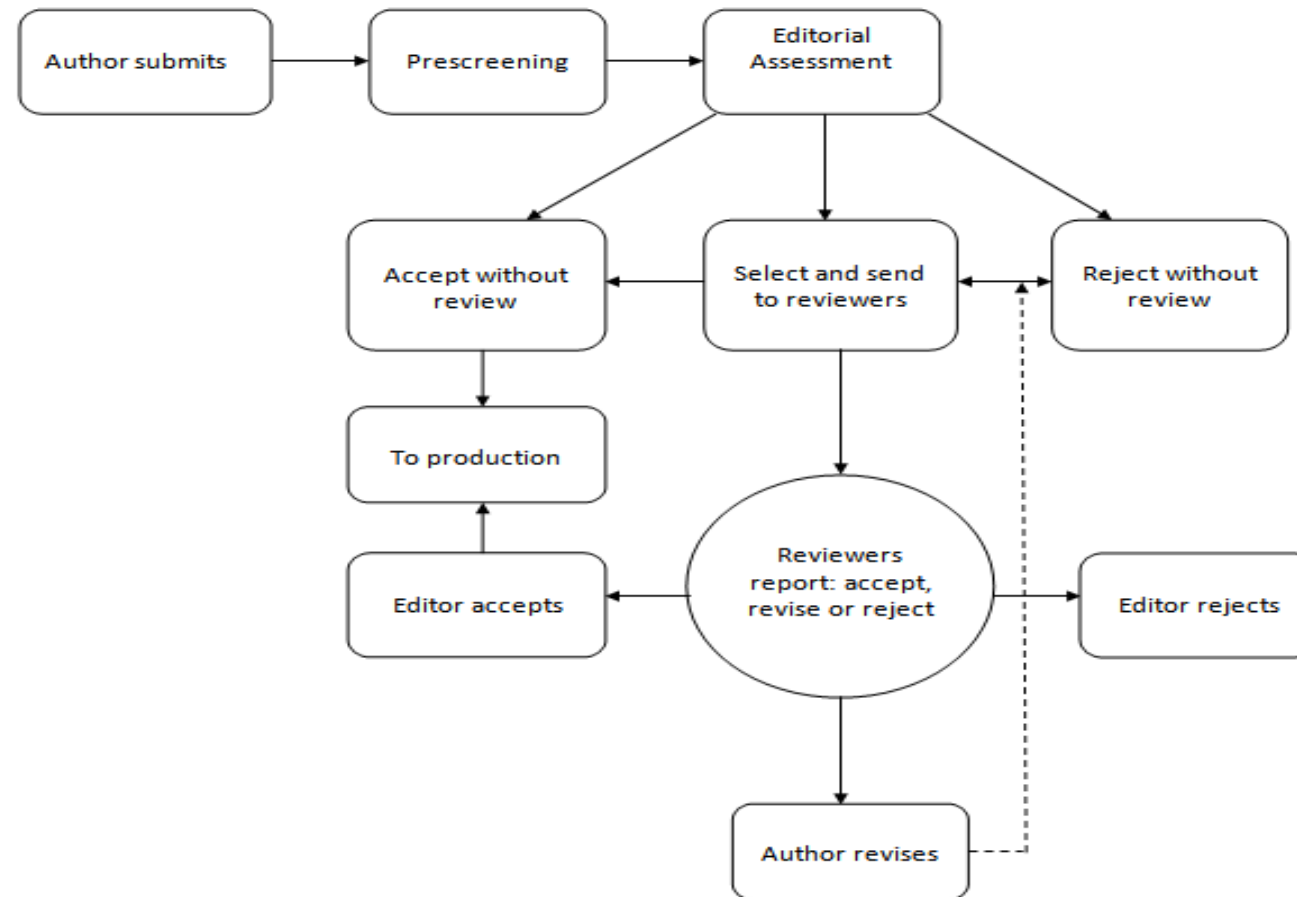 Author submits
Prescreening
Editorial
Assessment
Accept without
review
Select and send
to reviewers
Reject without
review
To production
Reviewers
report: accept,
revise or reject
Editor accepts
Editor rejects
Author revises